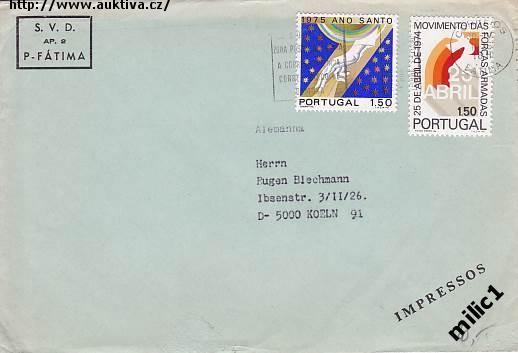 http://www.auktiva.cz/
S. V. D.
AP. 2
P-FÁTIMA
1975 ANO SANTO
PORTUGAL 1.50
25 DE ABRIL DE 1974
MOVIMENTO DAS FORÇAS ARMADAS
25
ABRIL
1.50
PORTUGAL
Alemanha
Herrn
Eugen Blechmann
Ibsenstr. 3/II/26.
D- 5000 KOELN 91
IMPRESSOS
milic1